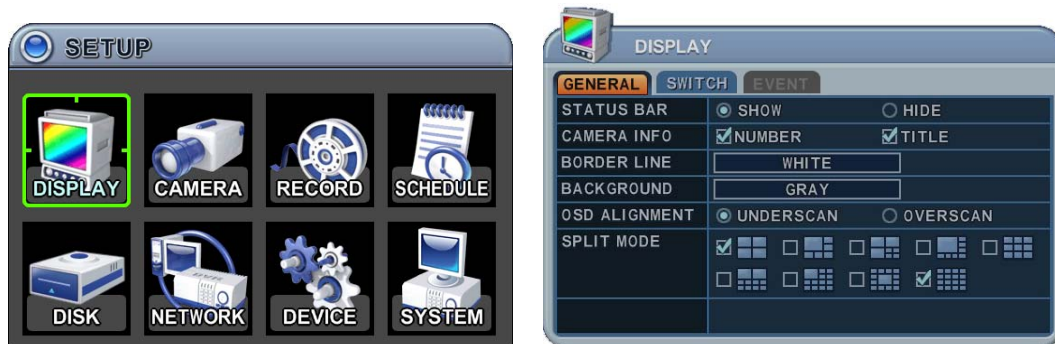 SETUP
DISPLAY CAMERA RECORD SCHEDULE
DISK NETWORK DEVICE SYSTEM
DISPLAY
GENERAL SWITCH EVENT
STATUS BAR SHOW HIDE
CAMERA INFO NUMBER TITLE
BORDER LINE WHITE
BACKGROUND GRAY
OSD ALIGNMENT UNDERSCAN OVERSCAN
SPLIT MODE